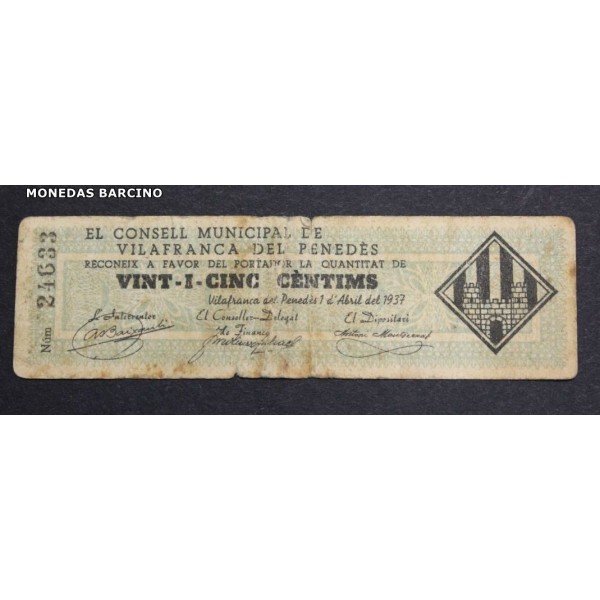 MONEDAS BARCINO
Núm 24633
EL CONSELL MUNICIPAL DE
VILAFRANCA DEL PENEDÈS
RECONEIX A FAVOR DEL PORTADOR LA QUANTITAT DE
VINT-I-CINC CÈNTIMS
Vilafranca del Penedès 1 d'Abril del 1937
L'Interventor El Conseller-Delegat El Dipositari
de Finances